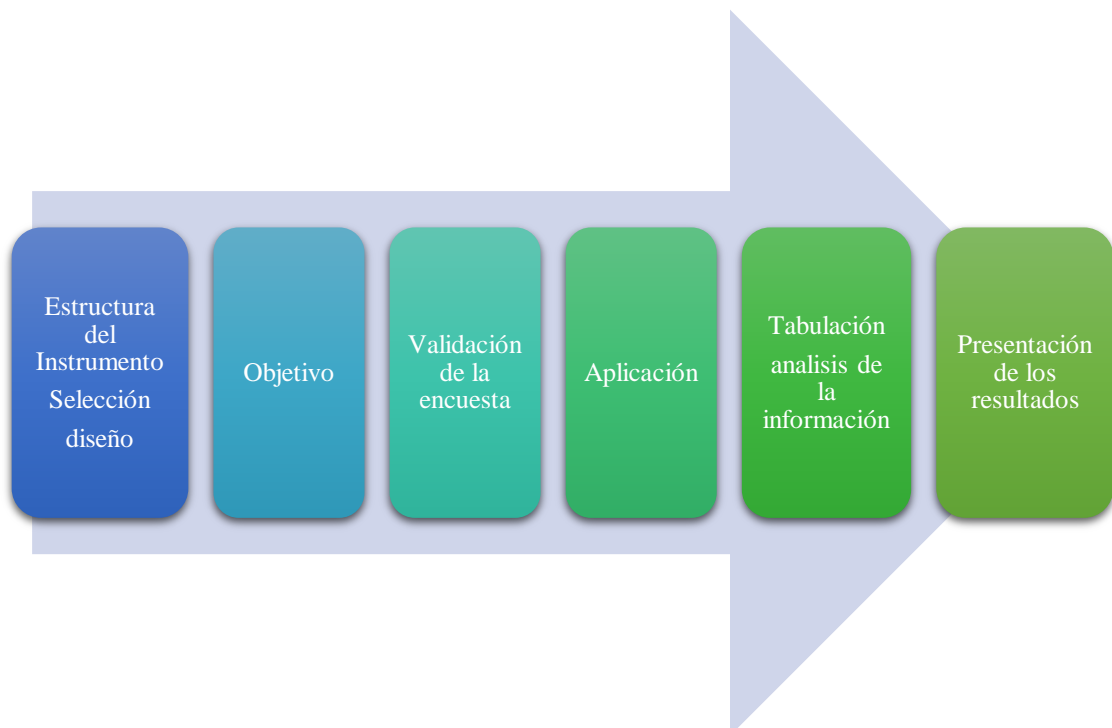 Estructura
del
Instrumento
Selección
diseño
Objetivo
Validación
de la
encuesta
Aplicación
Tabulación
analisis de
la
información
Presentación
de los
resultados